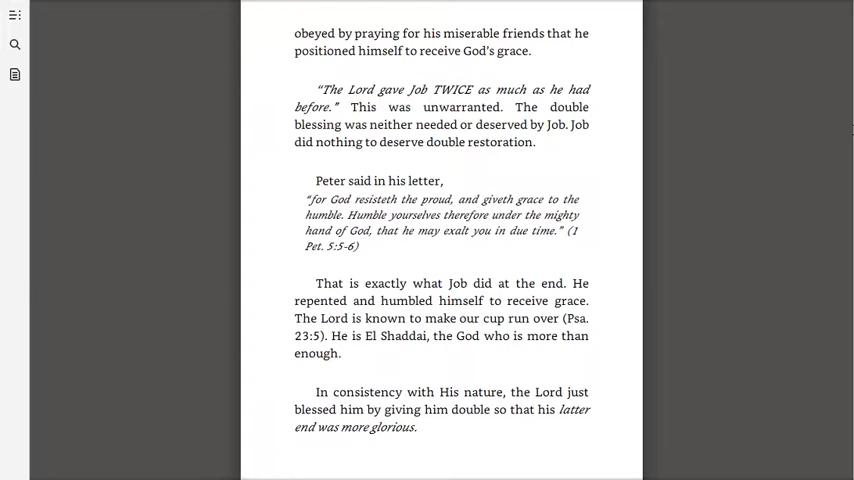 obeyed by praying for his miserable friends that he
positioned himself to receive God's grace.
“The Lord gave Job TWICE as much as he had
before.” This was unwarranted. The double
blessing was neither needed or deserved by Job. Job
did nothing to deserve double restoration.
Peter said in his letter,
“for God resisteth the proud, and giveth grace to the
humble. Humble yourselves therefore under the mighty
hand of God, that he may exalt you in due time.” (1
Pet. 5:5-6)
That is exactly what Job did at the end. He
repented and humbled himself to receive grace.
The Lord is known to make our cup run over (Psa.
23:5). He is El Shaddai, the God who is more than
enough.
In consistency with His nature, the Lord just
blessed him by giving him double so that his latter
end was more glorious.